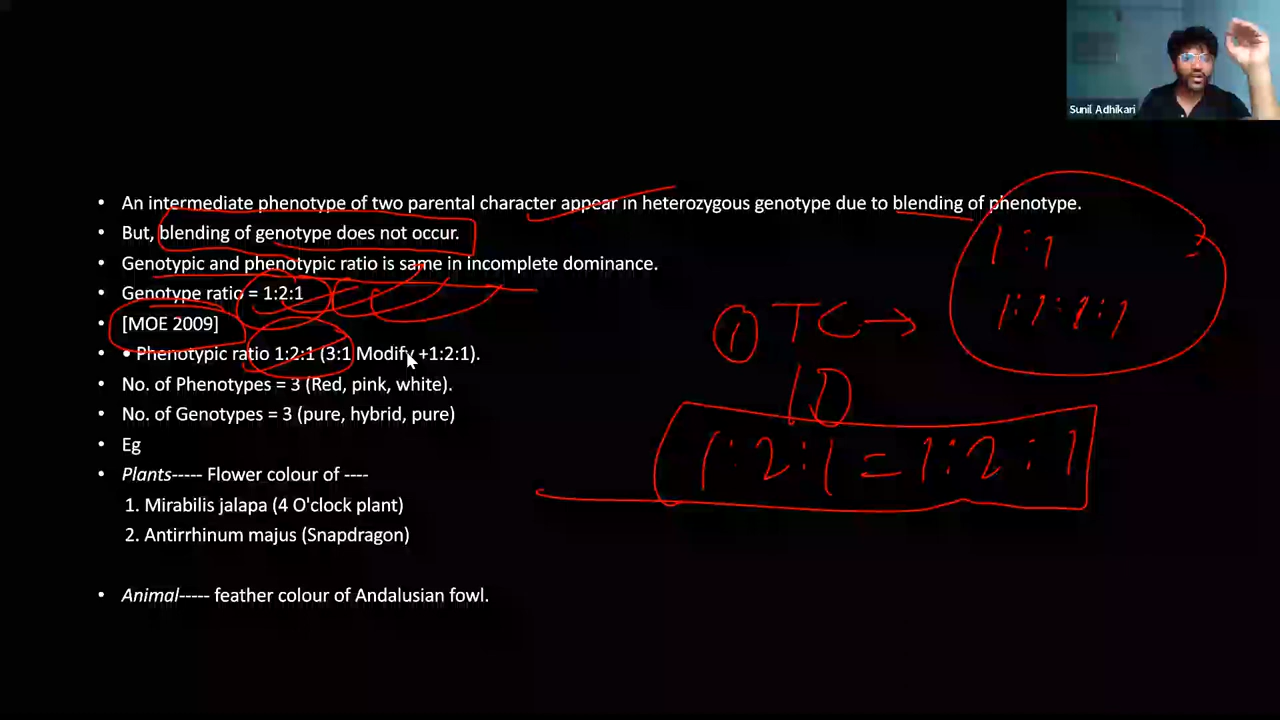 Sunil Adhikari
• An intermediate phenotype of two parental character appear in heterozygous genotype due to blending of phenotype.
• But, blending of genotype does not occur.
• Genotypic and phenotypic ratio is same in incomplete dominance.
• Genotype ratio = 1:2:1
• [MOE 2009]
• • Phenotypic ratio 1:2:1 (3:1 Modify +1:2:1).
• No. of Phenotypes = 3 (Red, pink, white).
• No. of Genotypes = 3 (pure, hybrid, pure)
• Eg
• Plants----- Flower colour of ----
1. Mirabilis jalapa (4 O'clock plant)
2. Antirrhinum majus (Snapdragon)
• Animal----- feather colour of Andalusian fowl.
1:1
1:1:1:1
① TC →
ID
1:2:1 = 1:2:1